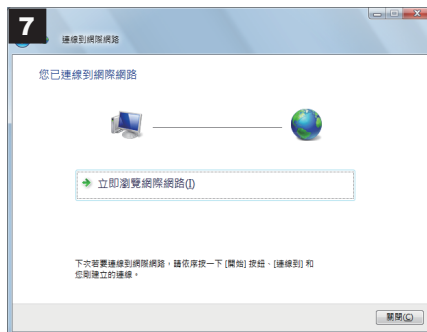 7
連線到網際網路
您已連線到網際網路
立即瀏覽網際網路(I)
下次若要連線到網際網路，請依序按一下 [開始] 按鈕、[連線到] 和
您剛建立的連線。
關閉(C)